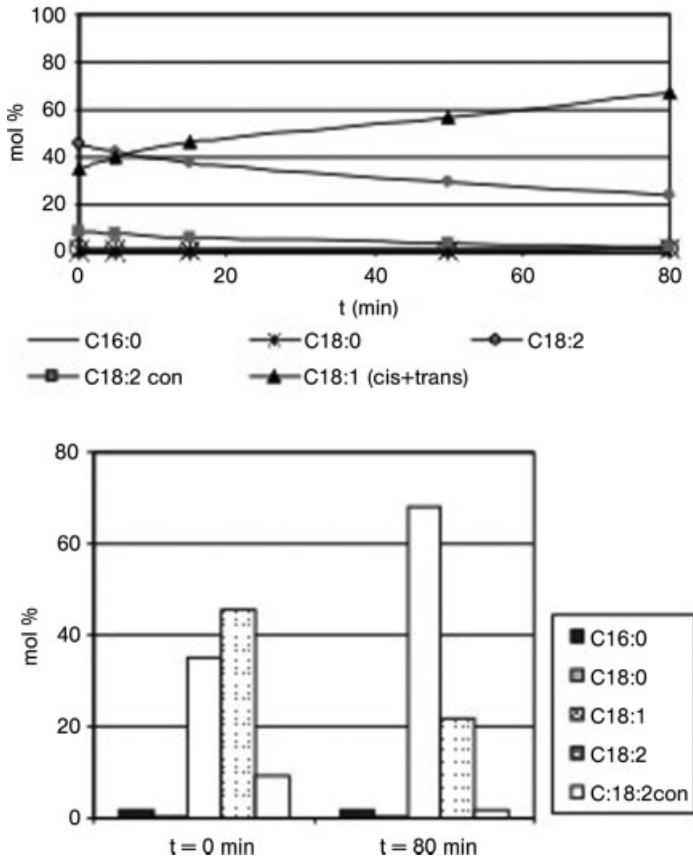 100
80
60
40
20
0
mol %
0 20 40 60 80
t (min)
C16:0 C18:0 C18:2
C18:2 con C18:1 (cis+trans)
80
60
40
20
0
mol %
t = 0 min t = 80 min
C16:0
C18:0
C18:1
C18:2
C:18:2con